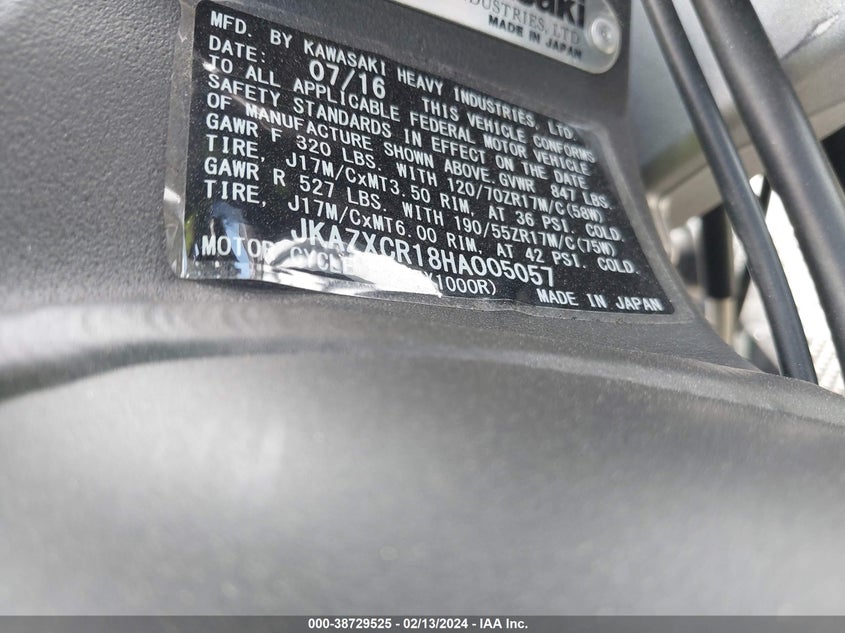 INDUSTRIES, LTD.
MADE IN JAPAN
MFD. BY KAWASAKI HEAVY INDUSTRIES, LTD.
DATE: 07/16 THIS VEHICLE CONFORMS
TO ALL APPLICABLE FEDERAL MOTOR VEHICLE
SAFETY STANDARDS IN EFFECT ON THE DATE
OF MANUFACTURE SHOWN ABOVE. GVWR 847 LBS.
GAWR F 320 LBS. WITH 120/70ZR17M/C(58W)
TIRE, J17M/CxMT3.50 RIM, AT 36 PSI. COLD.
GAWR R 527 LBS. WITH 190/55ZR17M/C(75W)
TIRE, J17M/CxMT6.00 RIM, AT 42 PSI. COLD.
JKAZXCR18HA005057
MOTOR CYCLE X1000R) MADE IN JAPAN
000-38729525 - 02/13/2024 - IAA Inc.